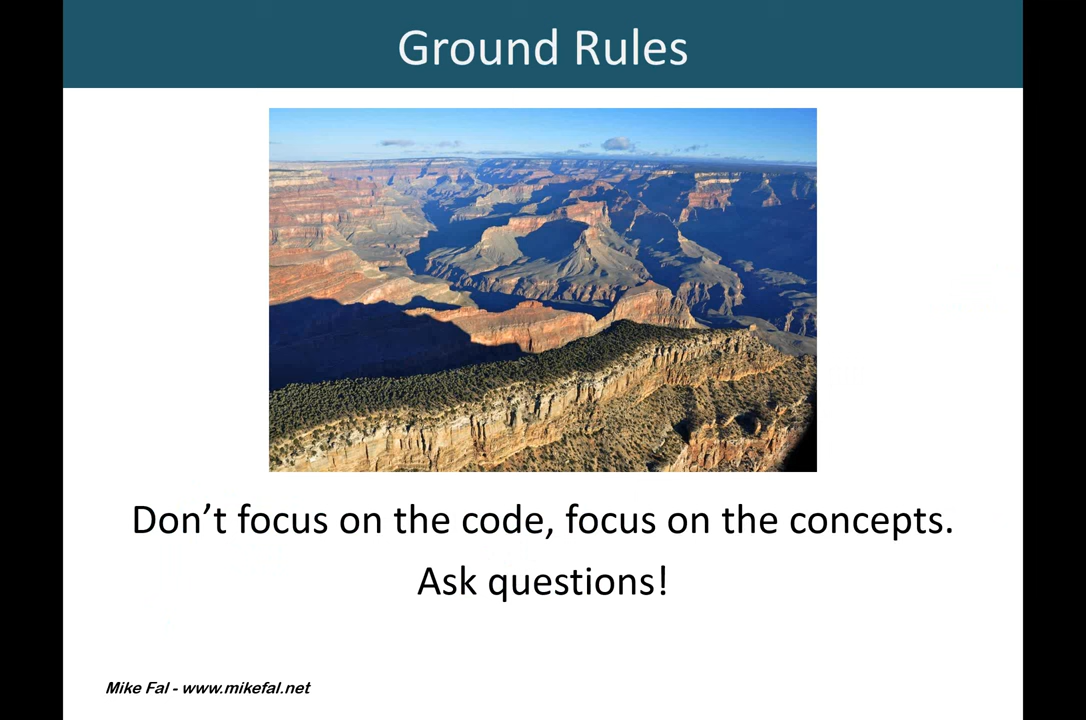 Ground Rules
Don’t focus on the code, focus on the concepts.
Ask questions!
Mike Fal - www.mikefal.net